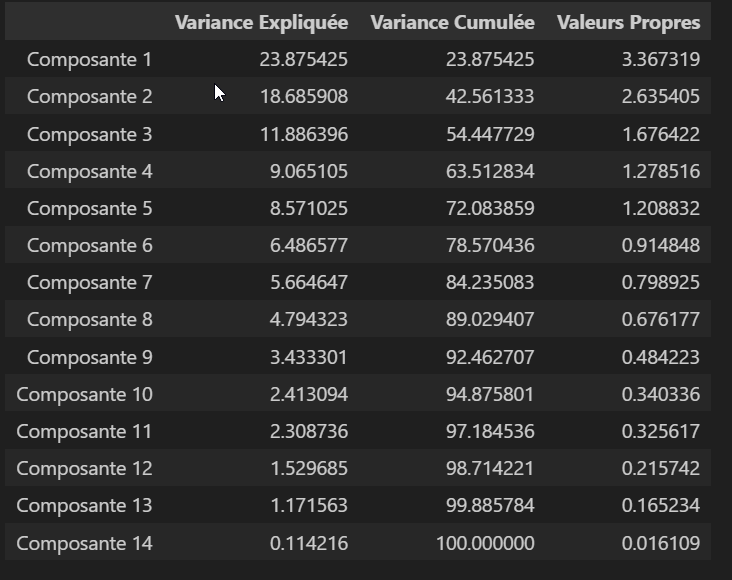 Variance Expliquée Variance Cumulée Valeurs Propres
Composante 1 23.875425 23.875425 3.367319
Composante 2 18.685908 42.561333 2.635405
Composante 3 11.886396 54.447729 1.676422
Composante 4 9.065105 63.512834 1.278516
Composante 5 8.571025 72.083859 1.208832
Composante 6 6.486577 78.570436 0.914848
Composante 7 5.664647 84.235083 0.798925
Composante 8 4.794323 89.029407 0.676177
Composante 9 3.433301 92.462707 0.484223
Composante 10 2.413094 94.875801 0.340336
Composante 11 2.308736 97.184536 0.325617
Composante 12 1.529685 98.714221 0.215742
Composante 13 1.171563 99.885784 0.165234
Composante 14 0.114216 100.000000 0.016109